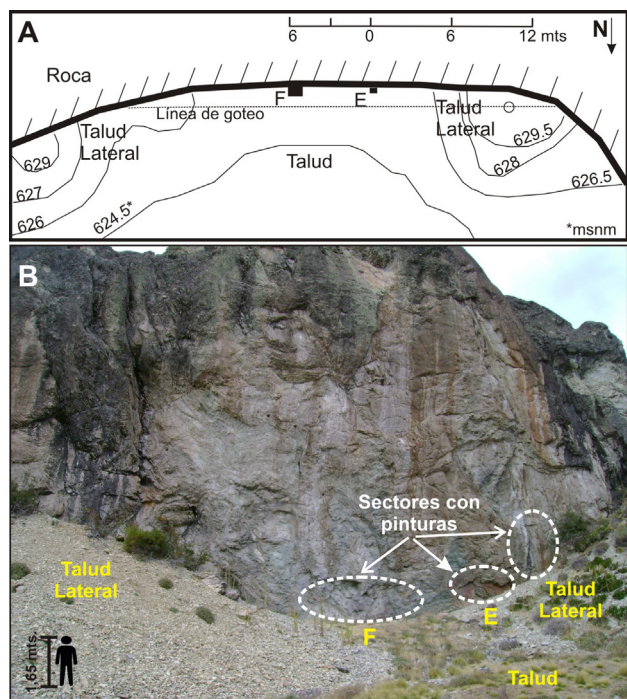 A
6 0 6 12 mts
N
Roca
F
E
Línea de goteo
Talud
Lateral
Talud
Lateral
Talud
629
627
626
624.5*
629.5
628
626.5
*msnm
B
Sectores con
pinturas
Talud
Lateral
F
E
Talud
Lateral
Talud
1,65 mts